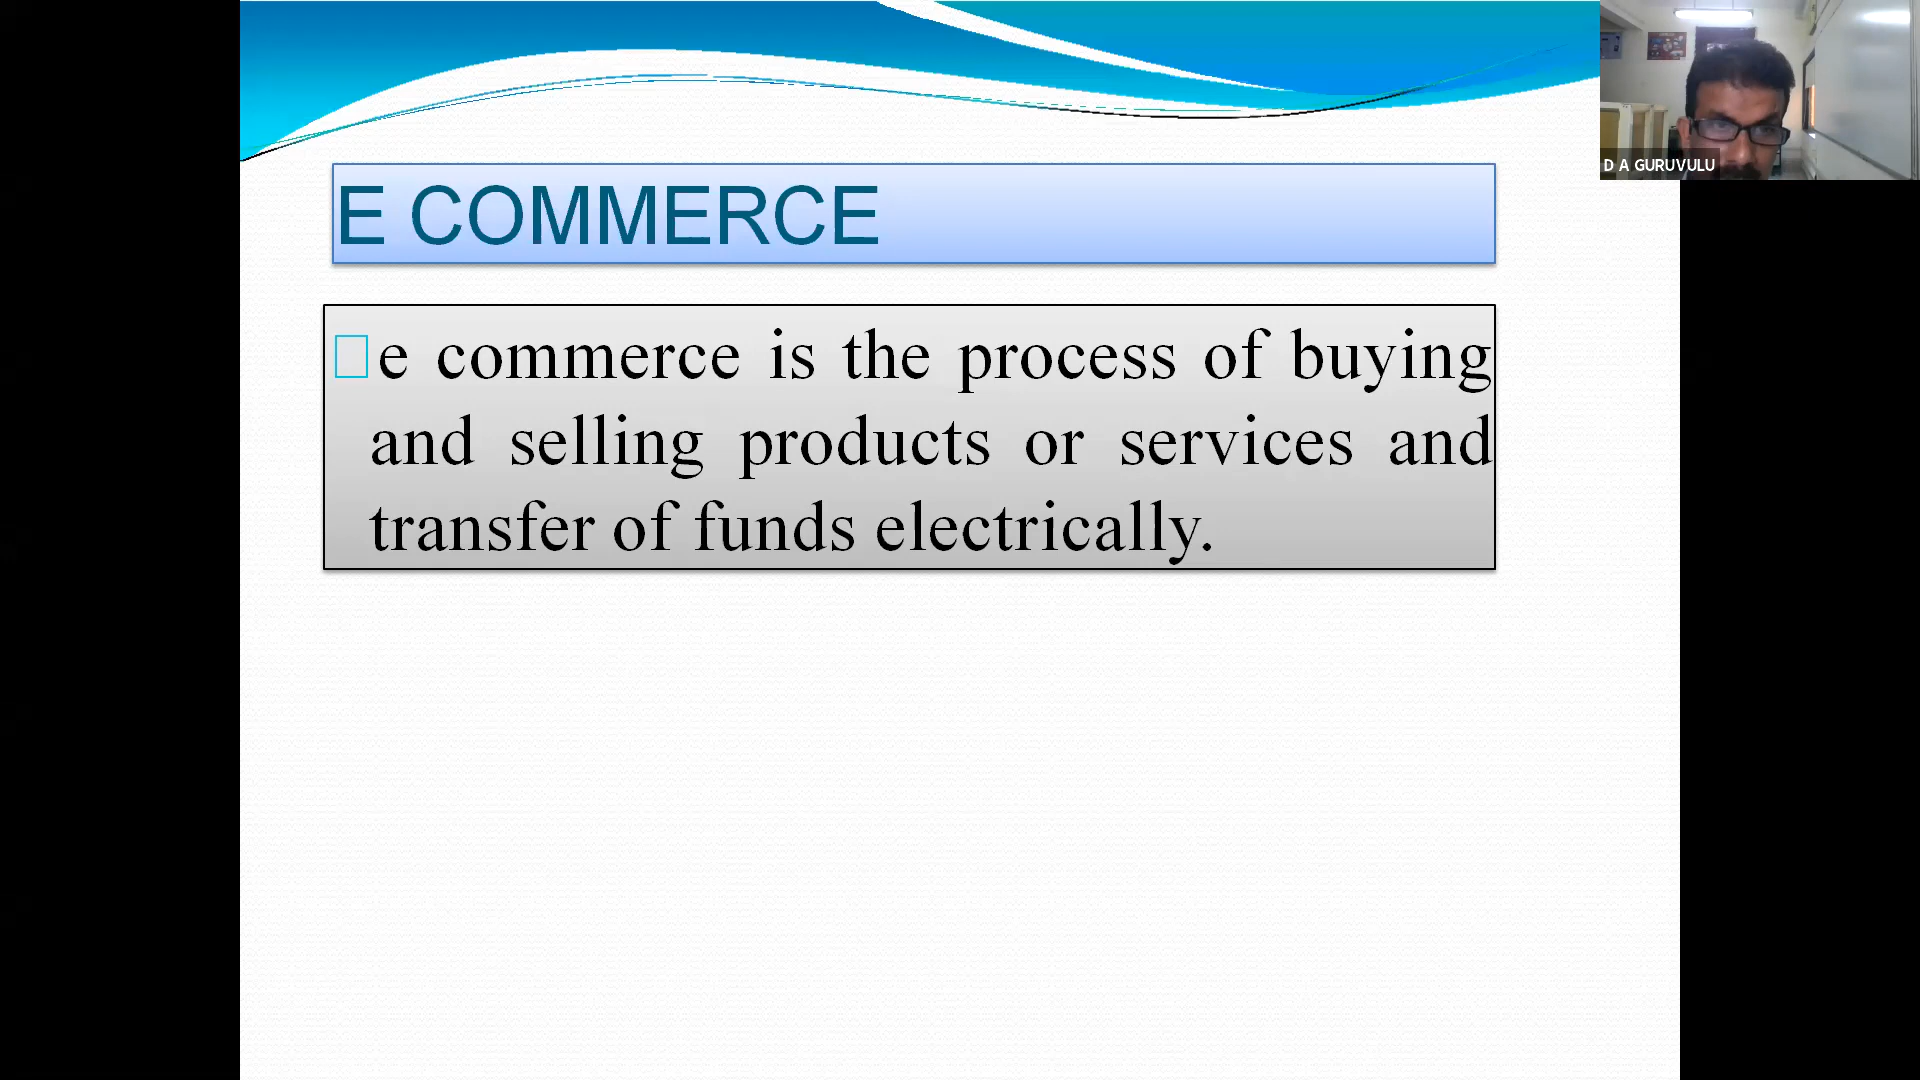 E COMMERCE
e commerce is the process of buying
and selling products or services and
transfer of funds electrically.
D A GURUVULU